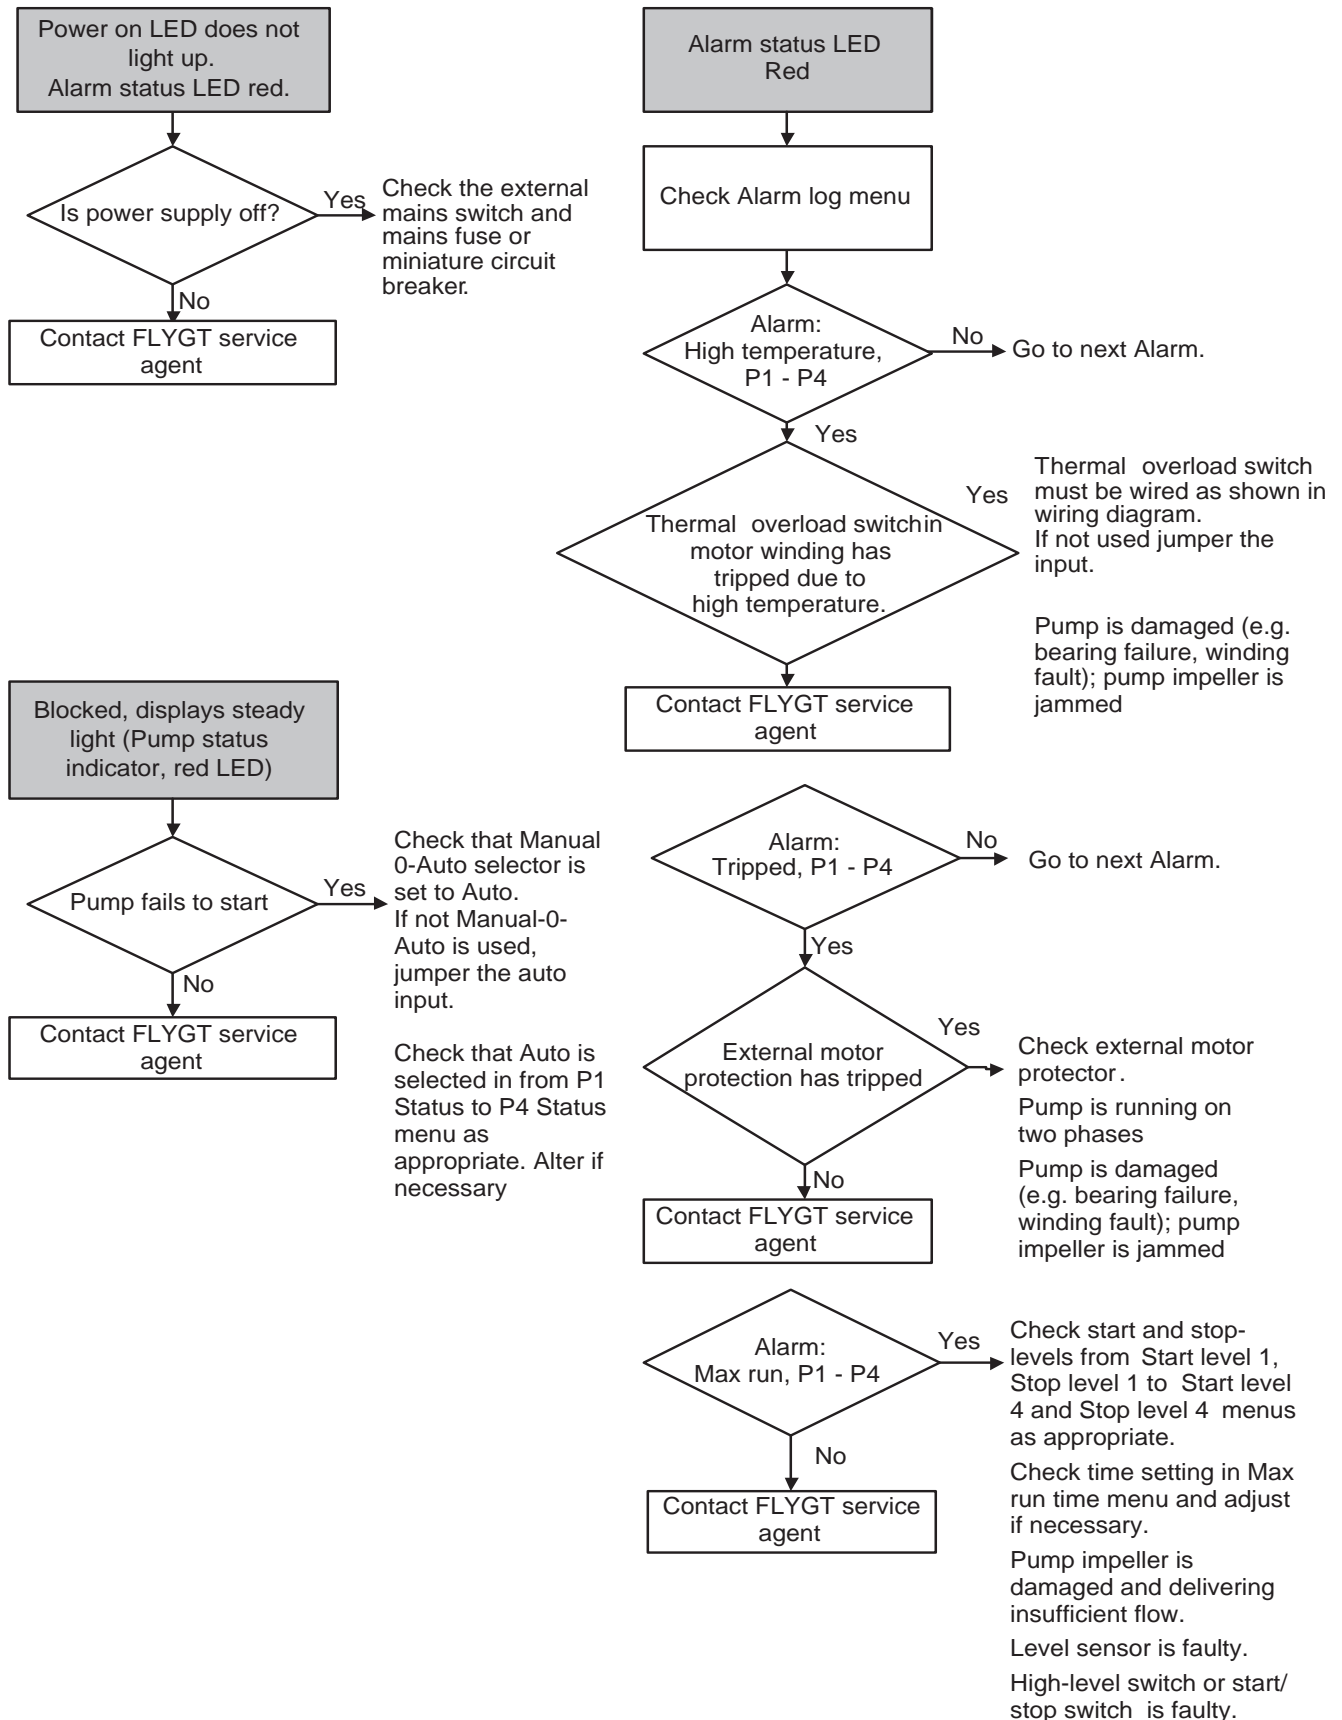 Power on LED does not
light up.
Alarm status LED red.
Is power supply off?
Yes
Check the external
mains switch and
mains fuse or
miniature circuit
breaker.
No
Contact FLYGT service
agent
Blocked, displays steady
light (Pump status
indicator, red LED)
Pump fails to start
Yes
Check that Manual
0-Auto selector is
set to Auto.
If not Manual-0-
Auto is used,
jumper the auto
input.
Check that Auto is
selected in from P1
Status to P4 Status
menu as
appropriate. Alter if
necessary
No
Contact FLYGT service
agent
Alarm status LED
Red
Check Alarm log menu
Alarm:
High temperature,
P1 - P4
No
Go to next Alarm.
Yes
Thermal overload switchin
motor winding has
tripped due to
high temperature.
Yes
Thermal overload switch
must be wired as shown in
wiring diagram.
If not used jumper the
input.
Pump is damaged (e.g.
bearing failure, winding
fault); pump impeller is
jammed
Contact FLYGT service
agent
Alarm:
Tripped, P1 - P4
No
Go to next Alarm.
Yes
External motor
protection has tripped
Yes
Check external motor
protector.
Pump is running on
two phases
Pump is damaged
(e.g. bearing failure,
winding fault); pump
impeller is jammed
No
Contact FLYGT service
agent
Alarm:
Max run, P1 - P4
Yes
Check start and stop-
levels from Start level 1,
Stop level 1 to Start level
4 and Stop level 4 menus
as appropriate.
Check time setting in Max
run time menu and adjust
if necessary.
Pump impeller is
damaged and delivering
insufficient flow.
Level sensor is faulty.
High-level switch or start/
stop switch is faulty.
No
Contact FLYGT service
agent